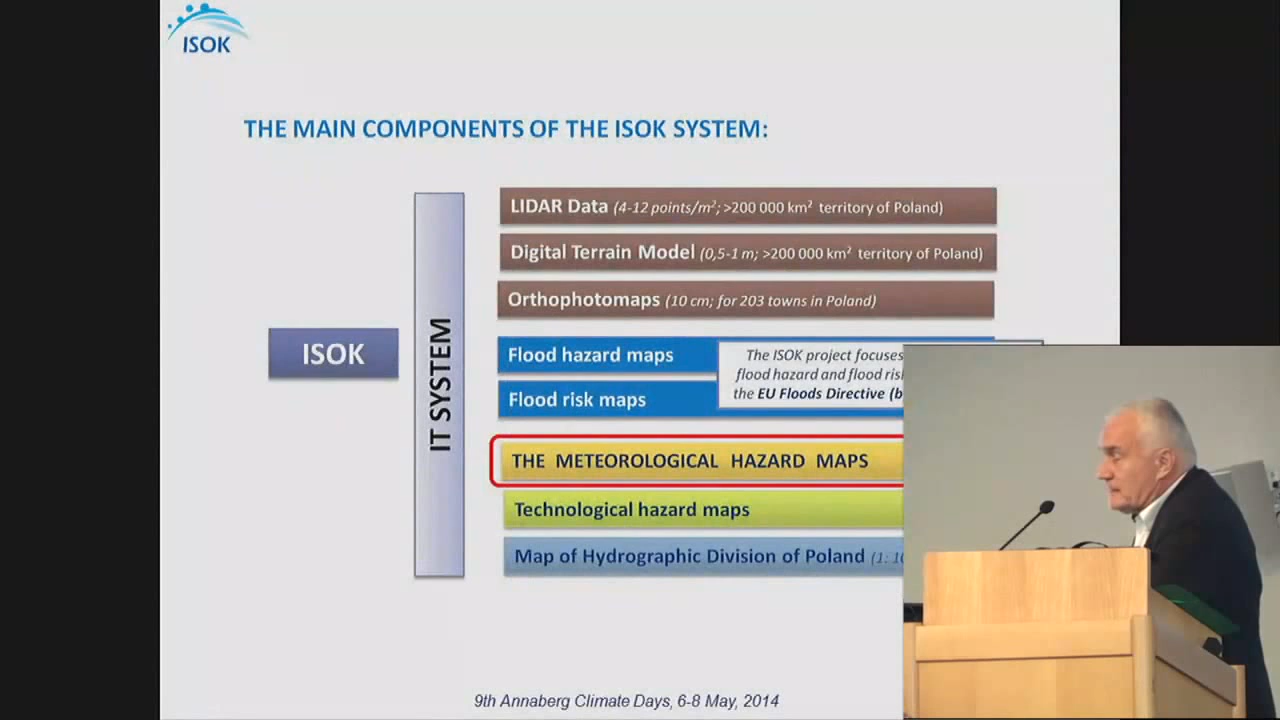 ISOK
THE MAIN COMPONENTS OF THE ISOK SYSTEM:
LIDAR Data (4-12 points/m²; >200 000 km² territory of Poland)
Digital Terrain Model (0,5-1 m; >200 000 km² territory of Poland)
Orthophotomaps (10 cm; for 203 towns in Poland)
ISOK
IT SYSTEM
Flood hazard maps
Flood risk maps
The ISOK project focuses
flood hazard and flood
the EU Floods Directive
THE METEOROLOGICAL HAZARD MAPS
Technological hazard maps
Map of Hydrographic Division of Poland (1:
9th Annaberg Climate Days, 6-8 May, 2014